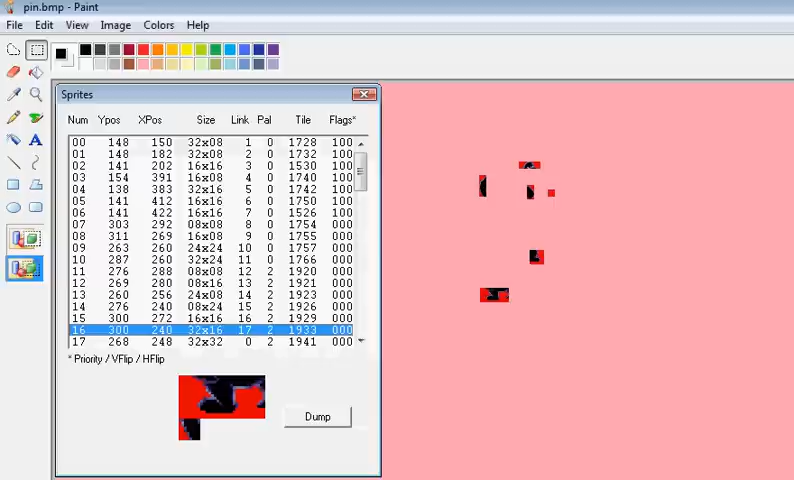 pin.bmp - Paint
File Edit View Image Colors Help
Sprites
Num Ypos XPos Size Link Pal Tile Flags*
00 148 150 32x08 1 0 1728 100
01 148 182 32x08 2 0 1732 100
02 141 202 16x16 3 0 1530 100
03 154 391 16x08 4 0 1740 100
04 138 383 32x16 5 0 1742 100
05 141 412 16x16 6 0 1750 100
06 141 422 16x16 7 0 1526 100
07 303 292 08x08 8 0 1754 000
08 311 269 16x08 9 0 1755 000
09 263 260 24x24 10 0 1757 000
10 287 260 32x24 11 0 1766 000
11 276 288 08x08 12 2 1920 000
12 269 280 16x08 13 2 1921 000
13 260 256 24x08 14 2 1923 000
14 276 240 08x24 15 2 1926 000
15 300 272 16x16 16 2 1929 000
16 300 240 32x16 17 2 1933 000
17 268 248 32x32 0 2 1941 000
* Priority / VFlip / HFlip
Dump